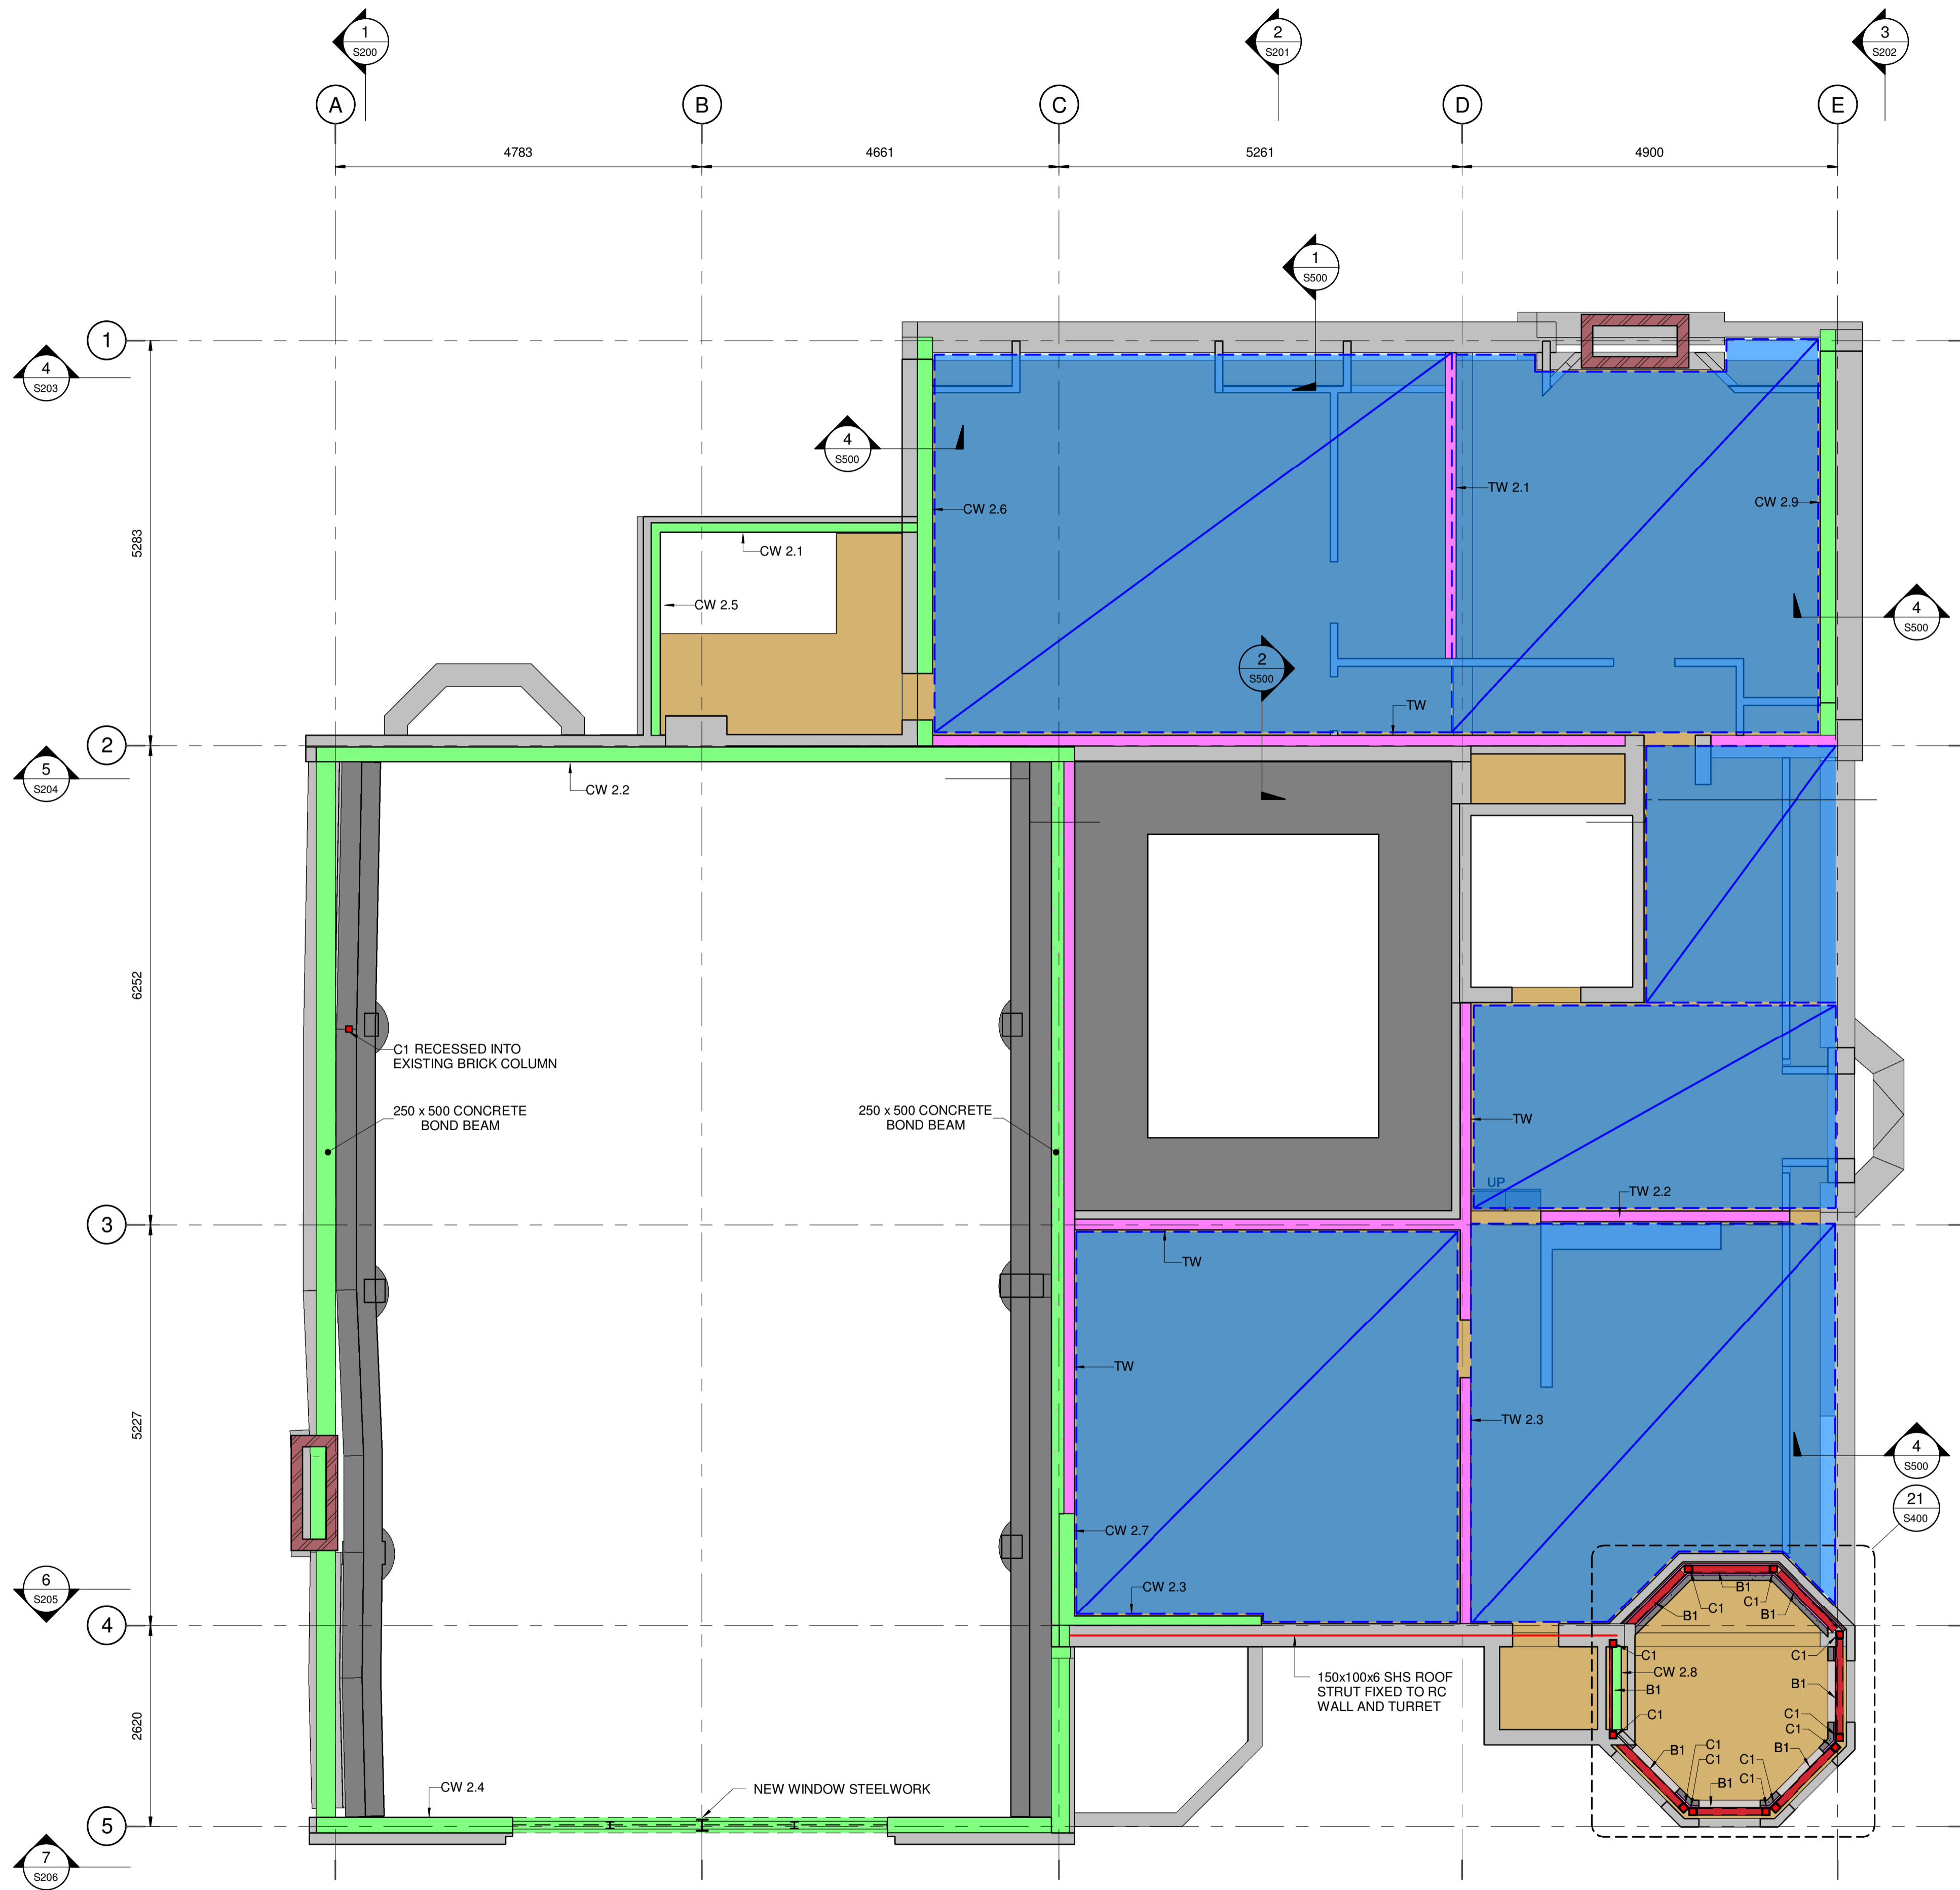 1
S200
2
S201
3
S202
A
B
C
D
E
4783
4661
5261
4900
1
S500
1
4
S203
4
S500
TW 2.1
CW 2.9
CW 2.6
5283
CW 2.1
CW 2.5
4
S500
2
S500
TW
2
5
S204
CW 2.2
6252
C1 RECESSED INTO
EXISTING BRICK COLUMN
250 x 500 CONCRETE
BOND BEAM
250 x 500 CONCRETE
BOND BEAM
TW
UP
TW 2.2
3
TW
TW
TW 2.3
5227
4
S500
21
S400
CW 2.7
6
S205
CW 2.3
B1
C1
C1
B1
B1
C1
4
C1
C1
CW 2.8
B1
B1
C1
C1
C1
150x100x6 SHS ROOF
STRUT FIXED TO RC
WALL AND TURRET
2620
B1
C1
C1
C1
C1
B1
B1
CW 2.4
NEW WINDOW STEELWORK
5
7
S206